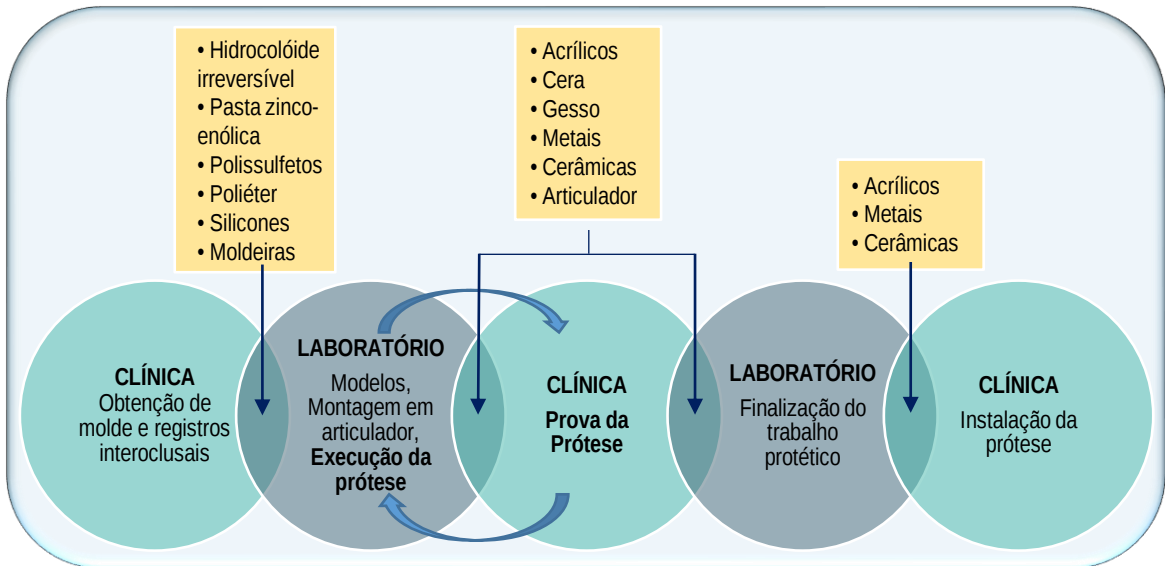 • Hidrocolóide
irreversível
• Pasta zinco-
enólica
• Polissulfetos
• Poliéter
• Silicones
• Moldeiras
• Acrílicos
• Cera
• Gesso
• Metais
• Cerâmicas
• Articulador
• Acrílicos
• Metais
• Cerâmicas
CLÍNICA
Obtenção de
molde e registros
interoclusais
LABORATÓRIO
Modelos,
Montagem em
articulador,
Execução da
prótese
CLÍNICA
Prova da
Prótese
LABORATÓRIO
Finalização do
trabalho
protético
CLÍNICA
Instalação da
prótese